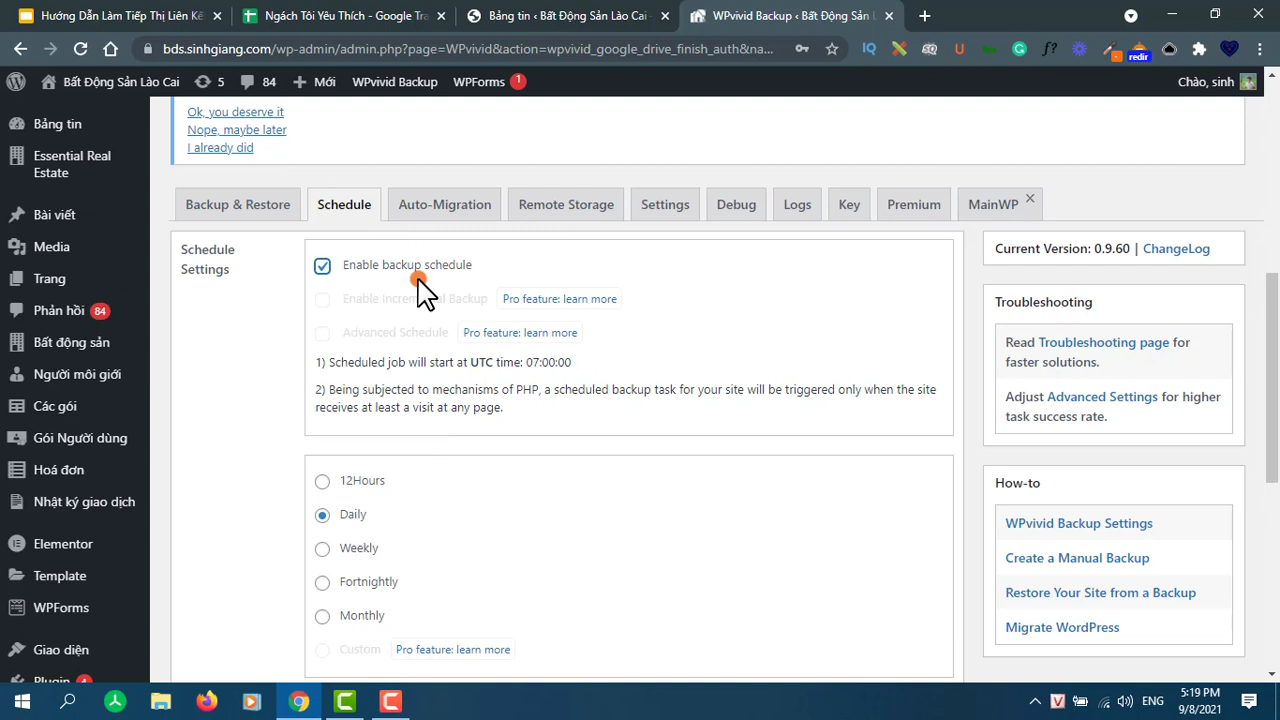 Hướng Dẫn Làm Tiếp Thị Liên Kế
Ngách Tôi Yêu Thích - Google Tra
Bảng tin ‹ Bất Động Sản Lào Cai -
WPvivid Backup ‹ Bất Động Sản L
bds.sinhgiang.com/wp-admin/admin.php?page=WPvivid&action=wpvivid_google_drive_finish_auth&na...
redir
Bất Động Sản Lào Cai
5
84
Mới
WPvivid Backup
WPForms
1
Chào, sinh
Bảng tin
Essential Real
Estate
Bài viết
Media
Trang
Phản hồi 84
Bất động sản
Người môi giới
Các gói
Gói Người dùng
Hoá đơn
Nhật ký giao dịch
Elementor
Template
WPForms
Giao diện
Plugin 4
Ok, you deserve it
Nope, maybe later
I already did
Backup & Restore
Schedule
Auto-Migration
Remote Storage
Settings
Debug
Logs
Key
Premium
MainWP
Schedule
Settings
Enable backup schedule
Enable Incremental Backup
Pro feature: learn more
Advanced Schedule
Pro feature: learn more
1) Scheduled job will start at UTC time: 07:00:00
2) Being subjected to mechanisms of PHP, a scheduled backup task for your site will be triggered only when the site
receives at least a visit at any page.
12Hours
Daily
Weekly
Fortnightly
Monthly
Custom
Pro feature: learn more
Current Version: 0.9.60 | ChangeLog
Troubleshooting
Read Troubleshooting page for
faster solutions.
Adjust Advanced Settings for higher
task success rate.
How-to
WPvivid Backup Settings
Create a Manual Backup
Restore Your Site from a Backup
Migrate WordPress
ENG
5:19 PM
9/8/2021